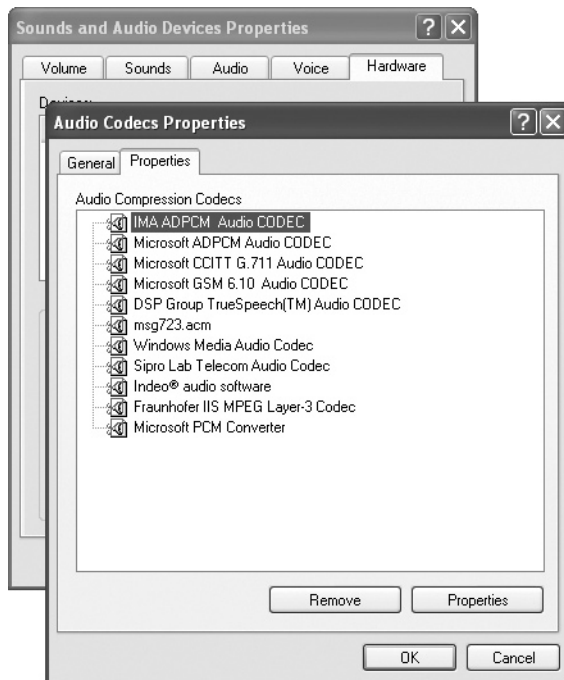 Sounds and Audio Devices Properties
Volume Sounds Audio Voice Hardware
Devices:
Audio Codecs Properties
General Properties
Audio Compression Codecs
IMA ADPCM Audio CODEC
Microsoft ADPCM Audio CODEC
Microsoft CCITT G.711 Audio CODEC
Microsoft GSM 6.10 Audio CODEC
DSP Group TrueSpeech(TM) Audio CODEC
msg723.acm
Windows Media Audio Codec
Sipro Lab Telecom Audio Codec
Indeo® audio software
Fraunhofer IIS MPEG Layer-3 Codec
Microsoft PCM Converter
Remove Properties
OK Cancel